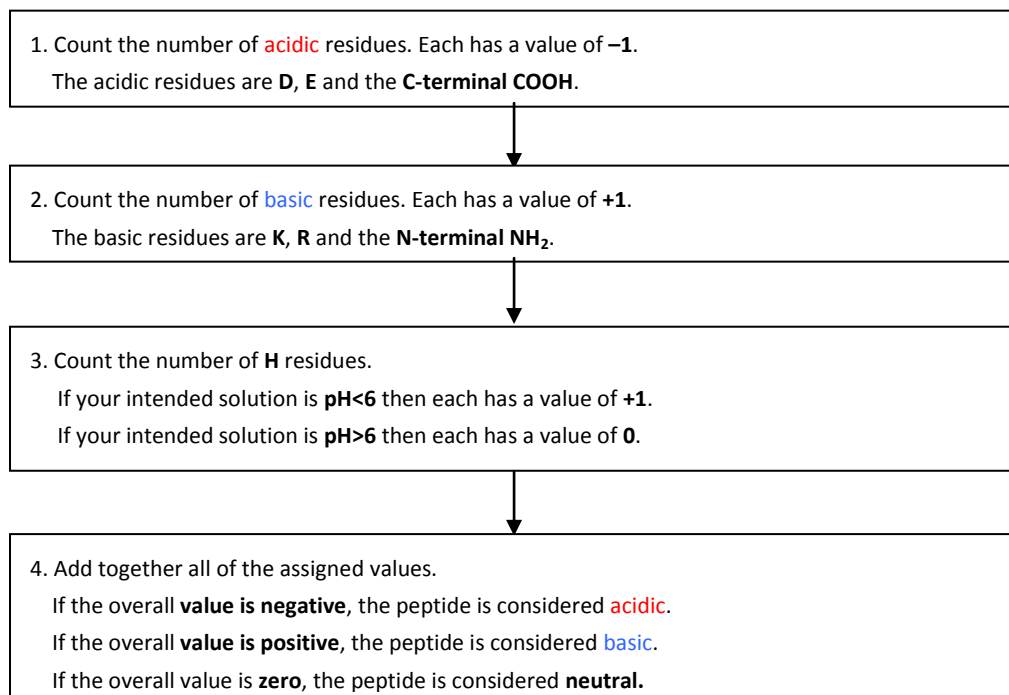 1. Count the number of acidic residues. Each has a value of –1.
The acidic residues are D, E and the C-terminal COOH.
2. Count the number of basic residues. Each has a value of +1.
The basic residues are K, R and the N-terminal NH₂.
3. Count the number of H residues.
If your intended solution is pH<6 then each has a value of +1.
If your intended solution is pH>6 then each has a value of 0.
4. Add together all of the assigned values.
If the overall value is negative, the peptide is considered acidic.
If the overall value is positive, the peptide is considered basic.
If the overall value is zero, the peptide is considered neutral.